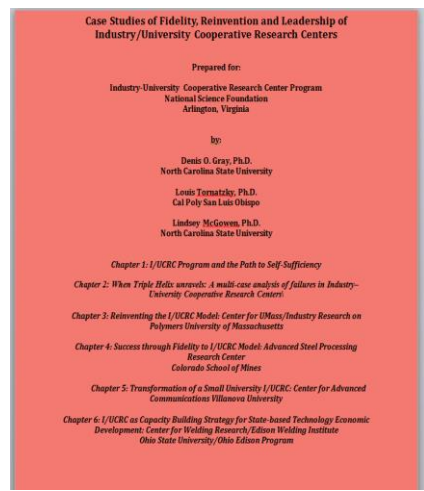 Case Studies of Fidelity, Reinvention and Leadership of
Industry/University Cooperative Research Centers
Prepared for:
Industry-University Cooperative Research Center Program
National Science Foundation
Arlington, Virginia
by:
Denis O. Gray, Ph.D.
North Carolina State University
Louis Tornatzky, Ph.D.
Cal Poly San Luis Obispo
Lindsey McGowen, Ph.D.
North Carolina State University
Chapter 1: I/UCRC Program and the Path to Self-Sufficiency
Chapter 2: When Triple Helix unravels: A multi-case analysis of failures in Industry–
University Cooperative Research Centers\
Chapter 3: Reinventing the I/UCRC Model: Center for UMass/Industry Research on
Polymers University of Massachusetts
Chapter 4: Success through Fidelity to I/UCRC Model: Advanced Steel Processing
Research Center
Colorado School of Mines
Chapter 5: Transformation of a Small University I/UCRC: Center for Advanced
Communications Villanova University
Chapter 6: I/UCRC as Capacity Building Strategy for State-based Technology Economic
Development: Center for Welding Research/Edison Welding Institute
Ohio State University/Ohio Edison Program